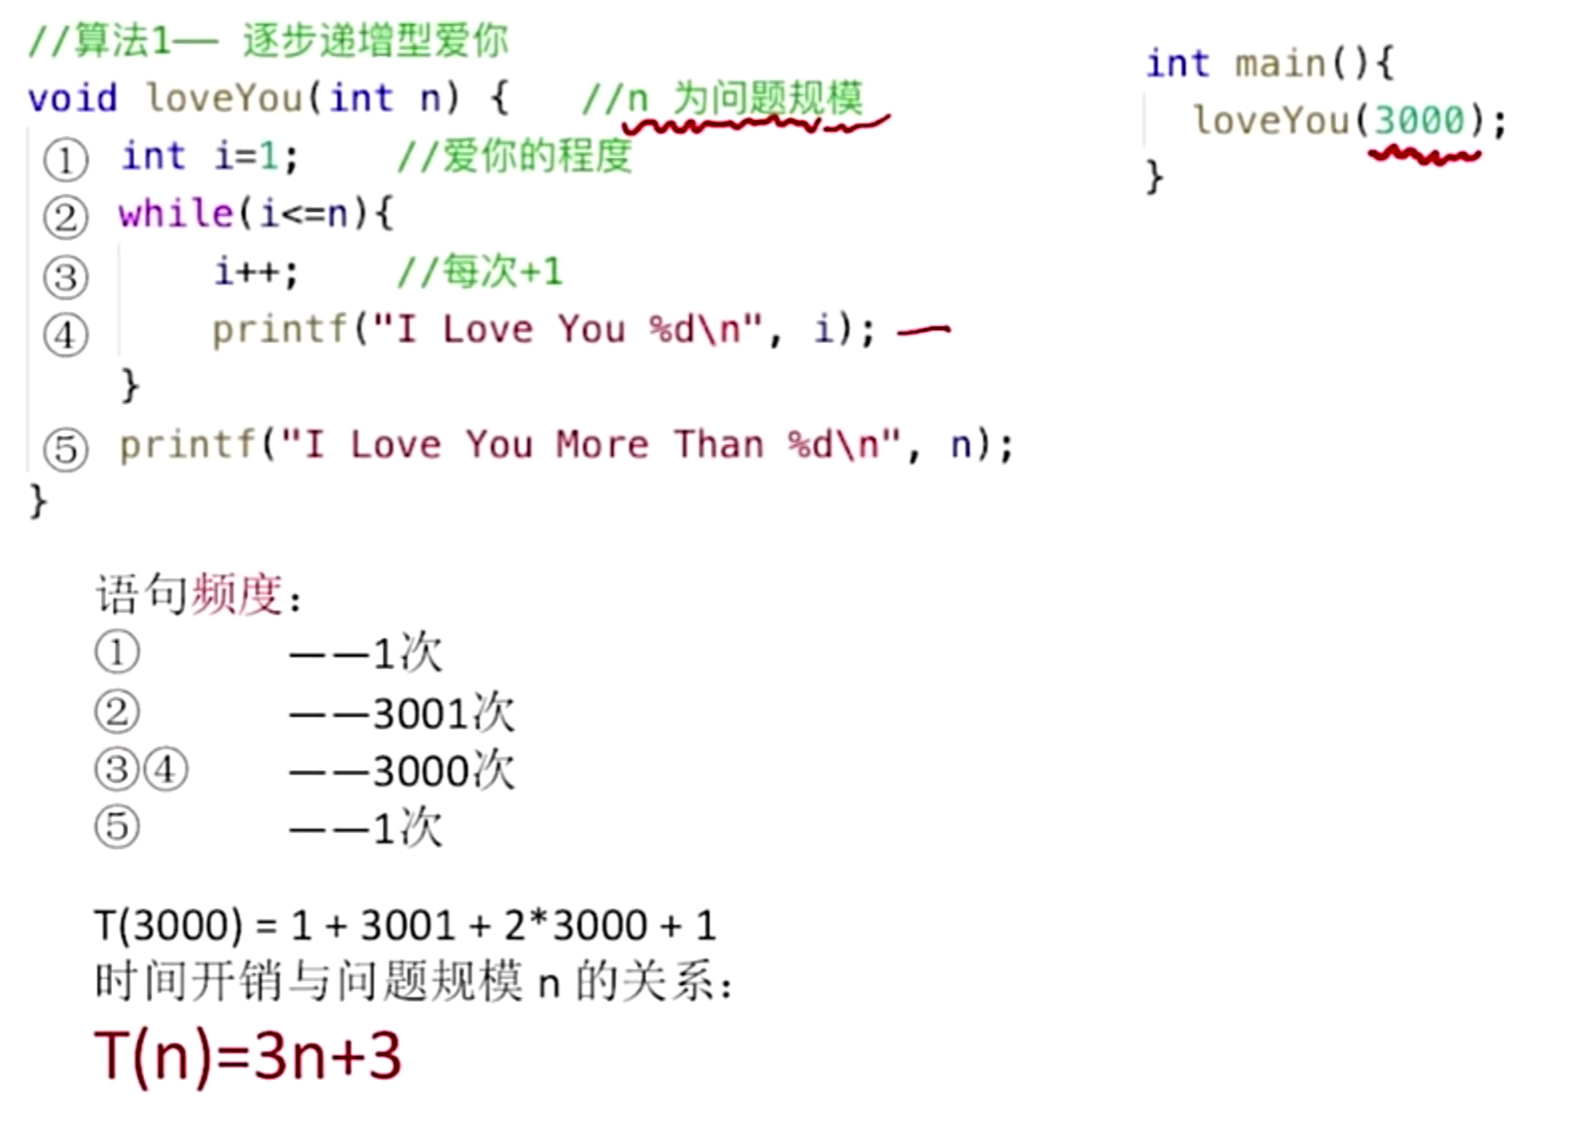 //算法1—— 逐步递增型爱你
void loveYou(int n) {   //n 为问题规模
① int i=1;    //爱你的程度
② while(i<=n){
③ i++;    //每次+1
④ printf("I Love You %d\n", i);
}
⑤ printf("I Love You More Than %d\n", n);
}
int main(){
loveYou(3000);
}
语句频度：
① ——1次
② ——3001次
③④ ——3000次
⑤ ——1次
T(3000) = 1 + 3001 + 2*3000 + 1
时间开销与问题规模 n 的关系：
T(n)=3n+3